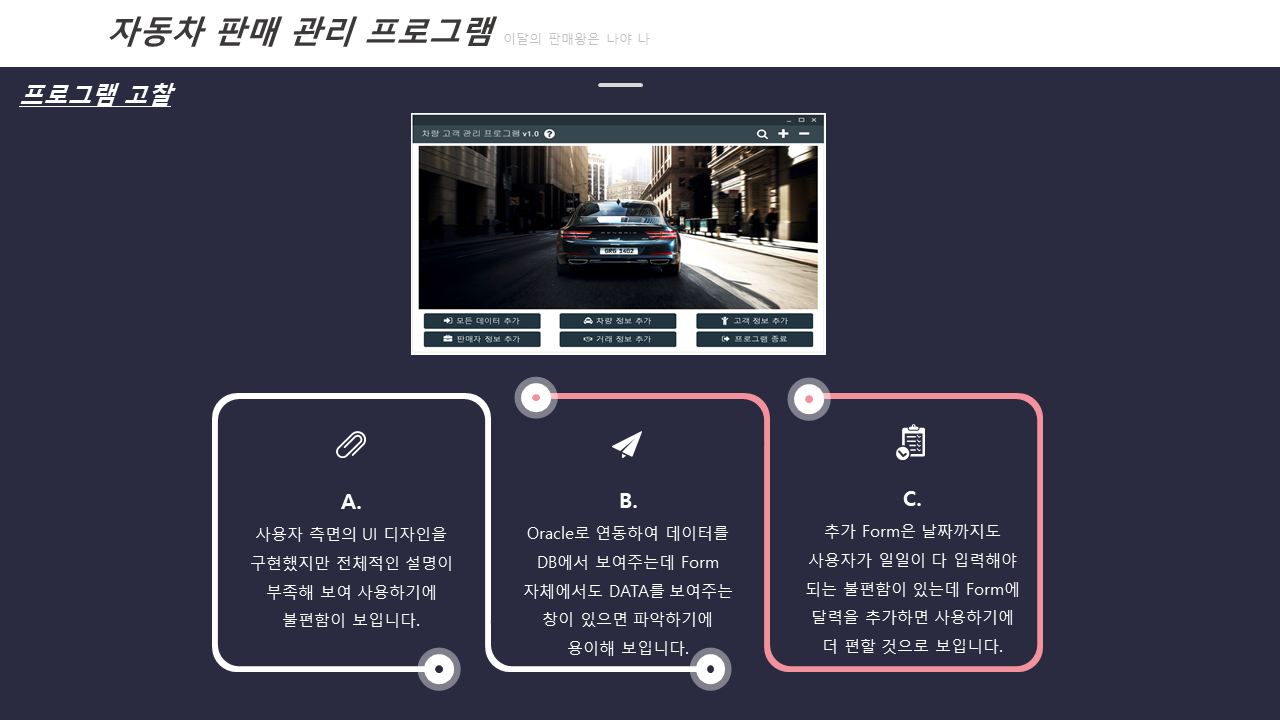 자동차 판매 관리 프로그램 이달의 판매왕은 나야 나
프로그램 고찰
차량 고객 관리 프로그램 v1.0
GENESIS
GRG 1402
모든 데이터 추가 차량 정보 추가 고객 정보 추가
판매자 정보 추가 거래 정보 추가 프로그램 종료
A.
사용자 측면의 UI 디자인을
구현했지만 전체적인 설명이
부족해 보여 사용하기에
불편함이 보입니다.
B.
Oracle로 연동하여 데이터를
DB에서 보여주는데 Form
자체에서도 DATA를 보여주는
창이 있으면 파악하기에
용이해 보입니다.
C.
추가 Form은 날짜까지도
사용자가 일일이 다 입력해야
되는 불편함이 있는데 Form에
달력을 추가하면 사용하기에
더 편할 것으로 보입니다.